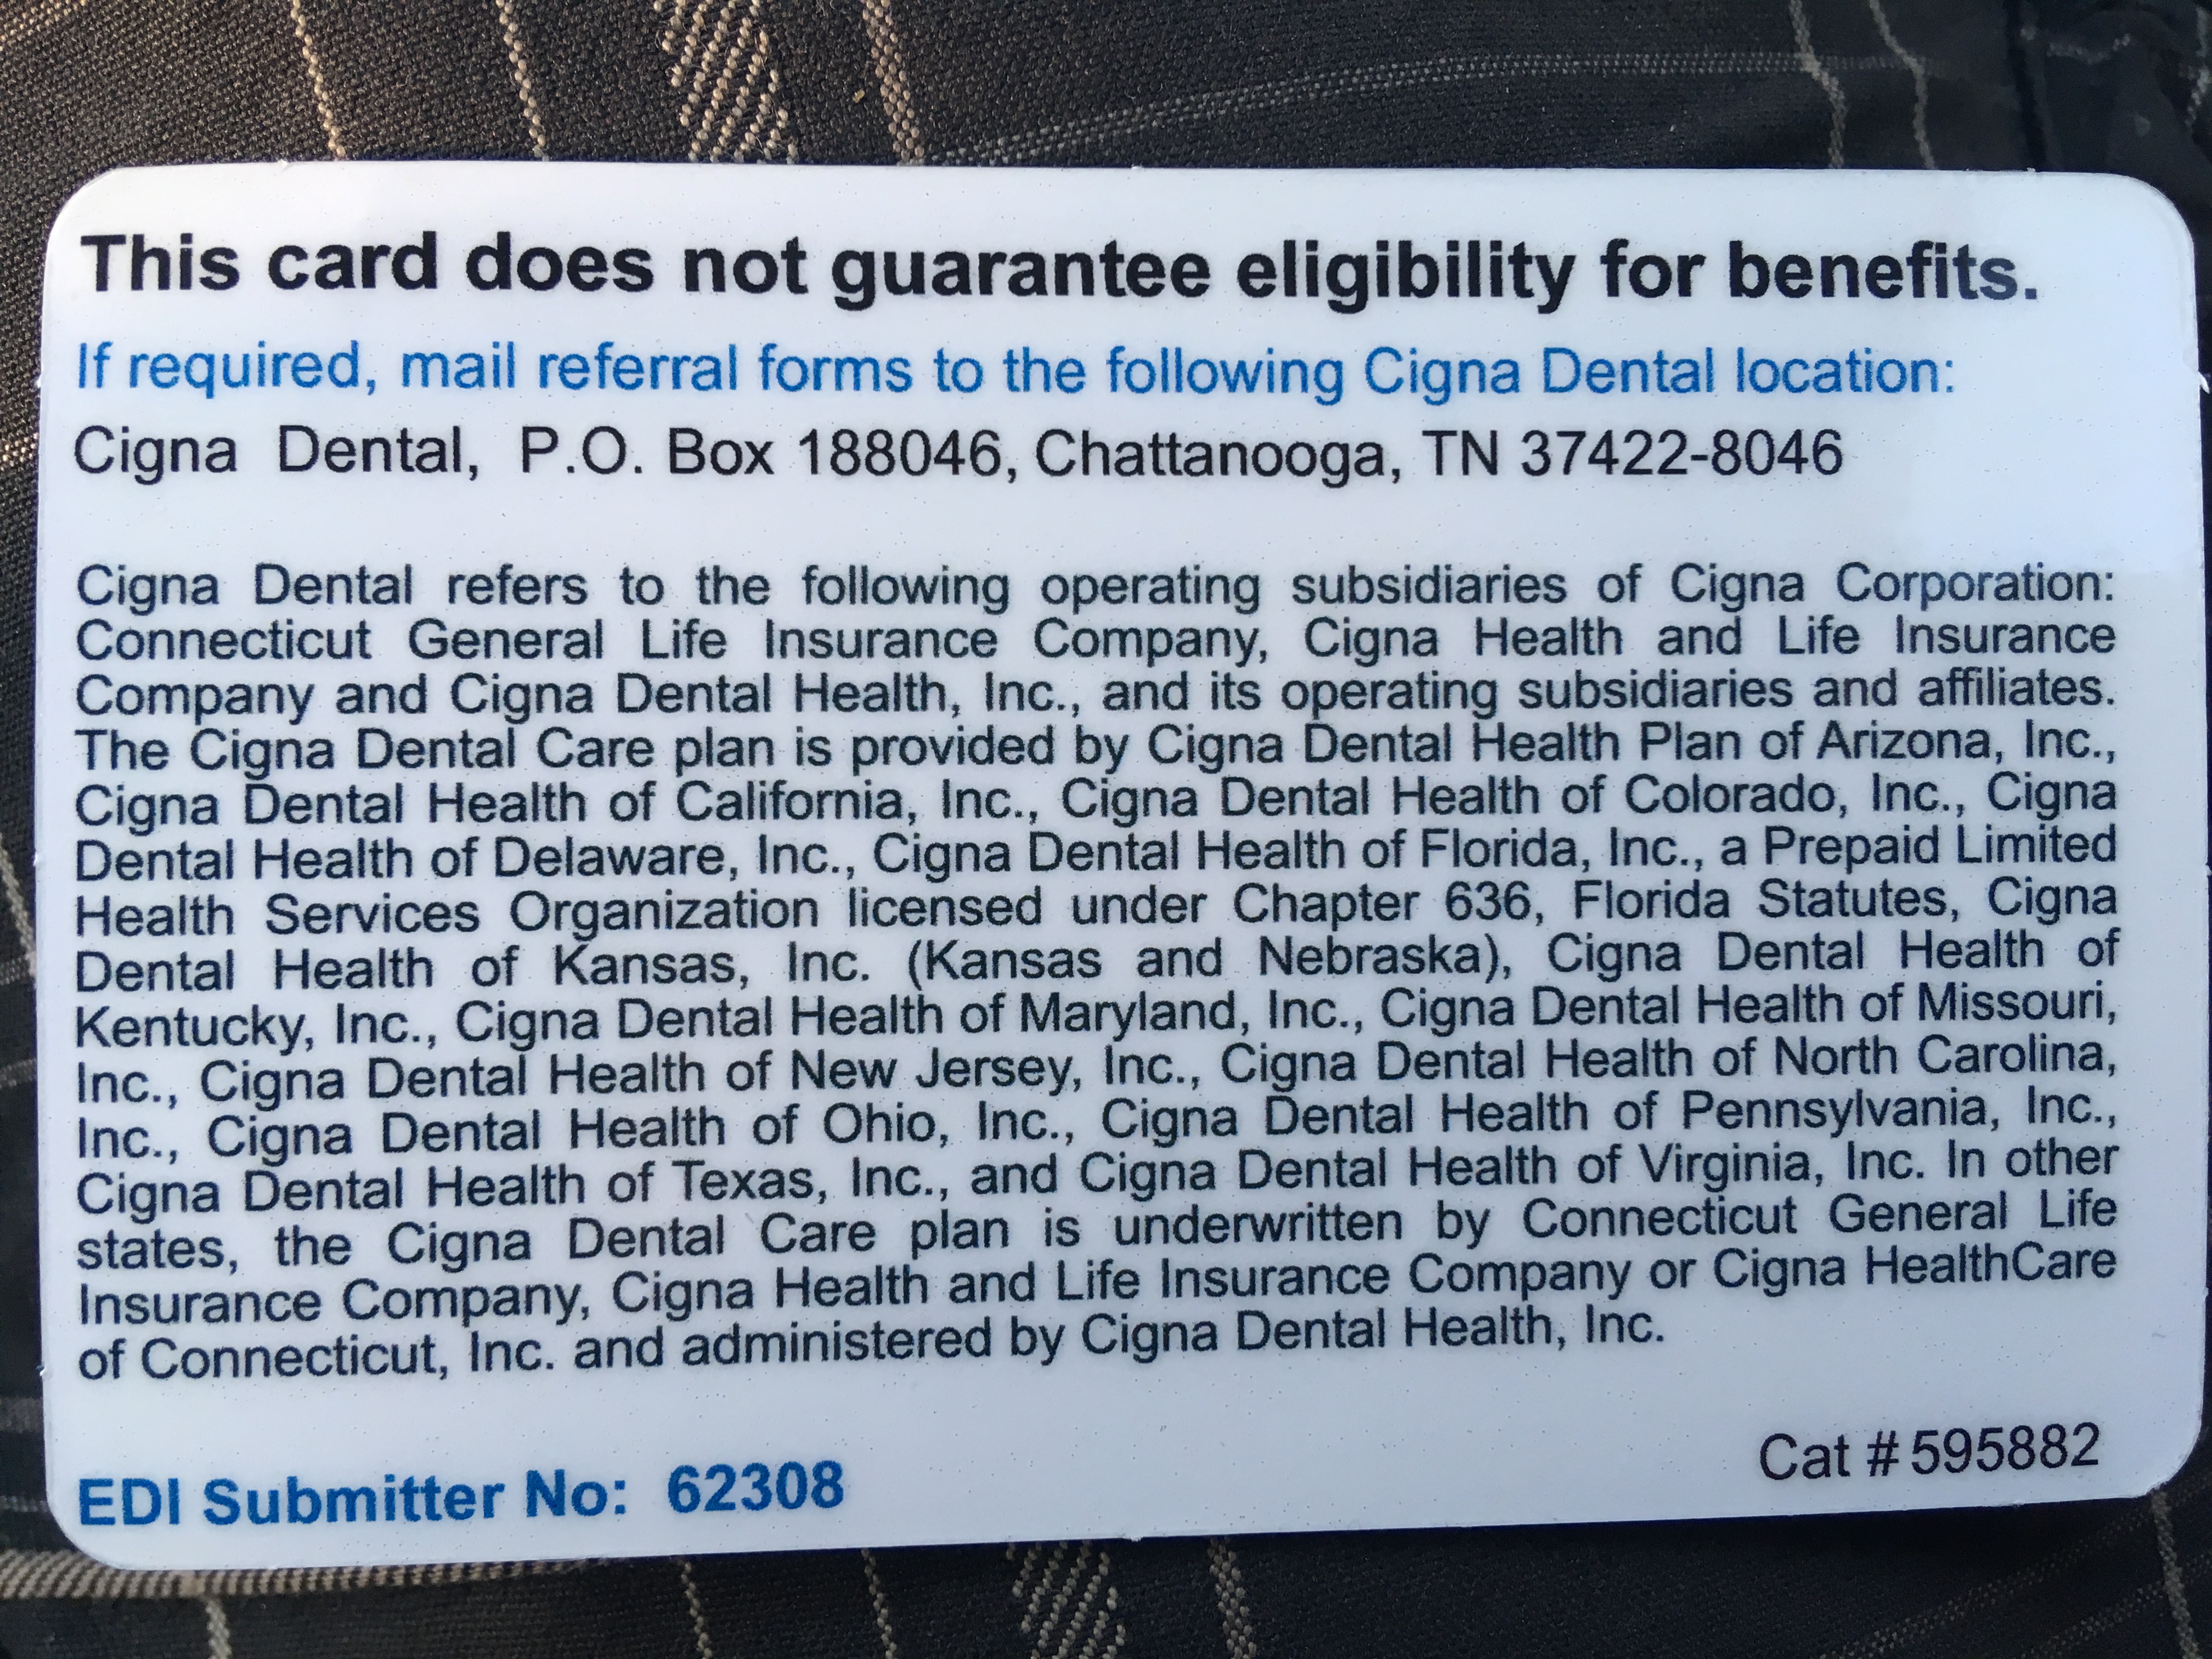 This card does not guarantee eligibility for benefits.
If required, mail referral forms to the following Cigna Dental location:
Cigna Dental, P.O. Box 188046, Chattanooga, TN 37422-8046
Cigna Dental refers to the following operating subsidiaries of Cigna Corporation:
Connecticut General Life Insurance Company, Cigna Health and Life Insurance
Company and Cigna Dental Health, Inc., and its operating subsidiaries and affiliates.
The Cigna Dental Care plan is provided by Cigna Dental Health Plan of Arizona, Inc.,
Cigna Dental Health of California, Inc., Cigna Dental Health of Colorado, Inc., Cigna
Dental Health of Delaware, Inc., Cigna Dental Health of Florida, Inc., a Prepaid Limited
Health Services Organization licensed under Chapter 636, Florida Statutes, Cigna
Dental Health of Kansas, Inc. (Kansas and Nebraska), Cigna Dental Health of
Kentucky, Inc., Cigna Dental Health of Maryland, Inc., Cigna Dental Health of Missouri,
Inc., Cigna Dental Health of New Jersey, Inc., Cigna Dental Health of North Carolina,
Inc., Cigna Dental Health of Ohio, Inc., Cigna Dental Health of Pennsylvania, Inc.,
Cigna Dental Health of Texas, Inc., and Cigna Dental Health of Virginia, Inc. In other
states, the Cigna Dental Care plan is underwritten by Connecticut General Life
Insurance Company, Cigna Health and Life Insurance Company or Cigna HealthCare
of Connecticut, Inc. and administered by Cigna Dental Health, Inc.
EDI Submitter No: 62308
Cat # 595882